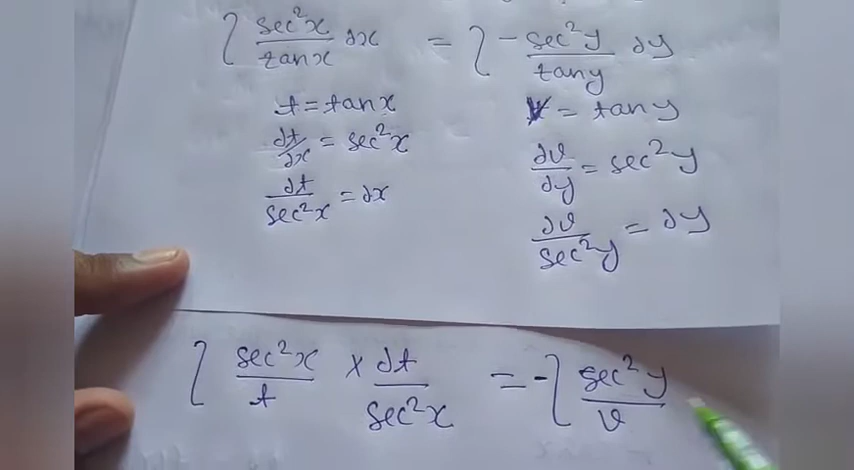 ∫ sec²x/tanx dx = ∫ - sec²y/tany dy
t = tanx v = tany
dt/dx = sec²x dv/dy = sec²y
dt/sec²x = dx dv/sec²y = dy
∫ sec²x/t × dt/sec²x = -∫ sec²y/v